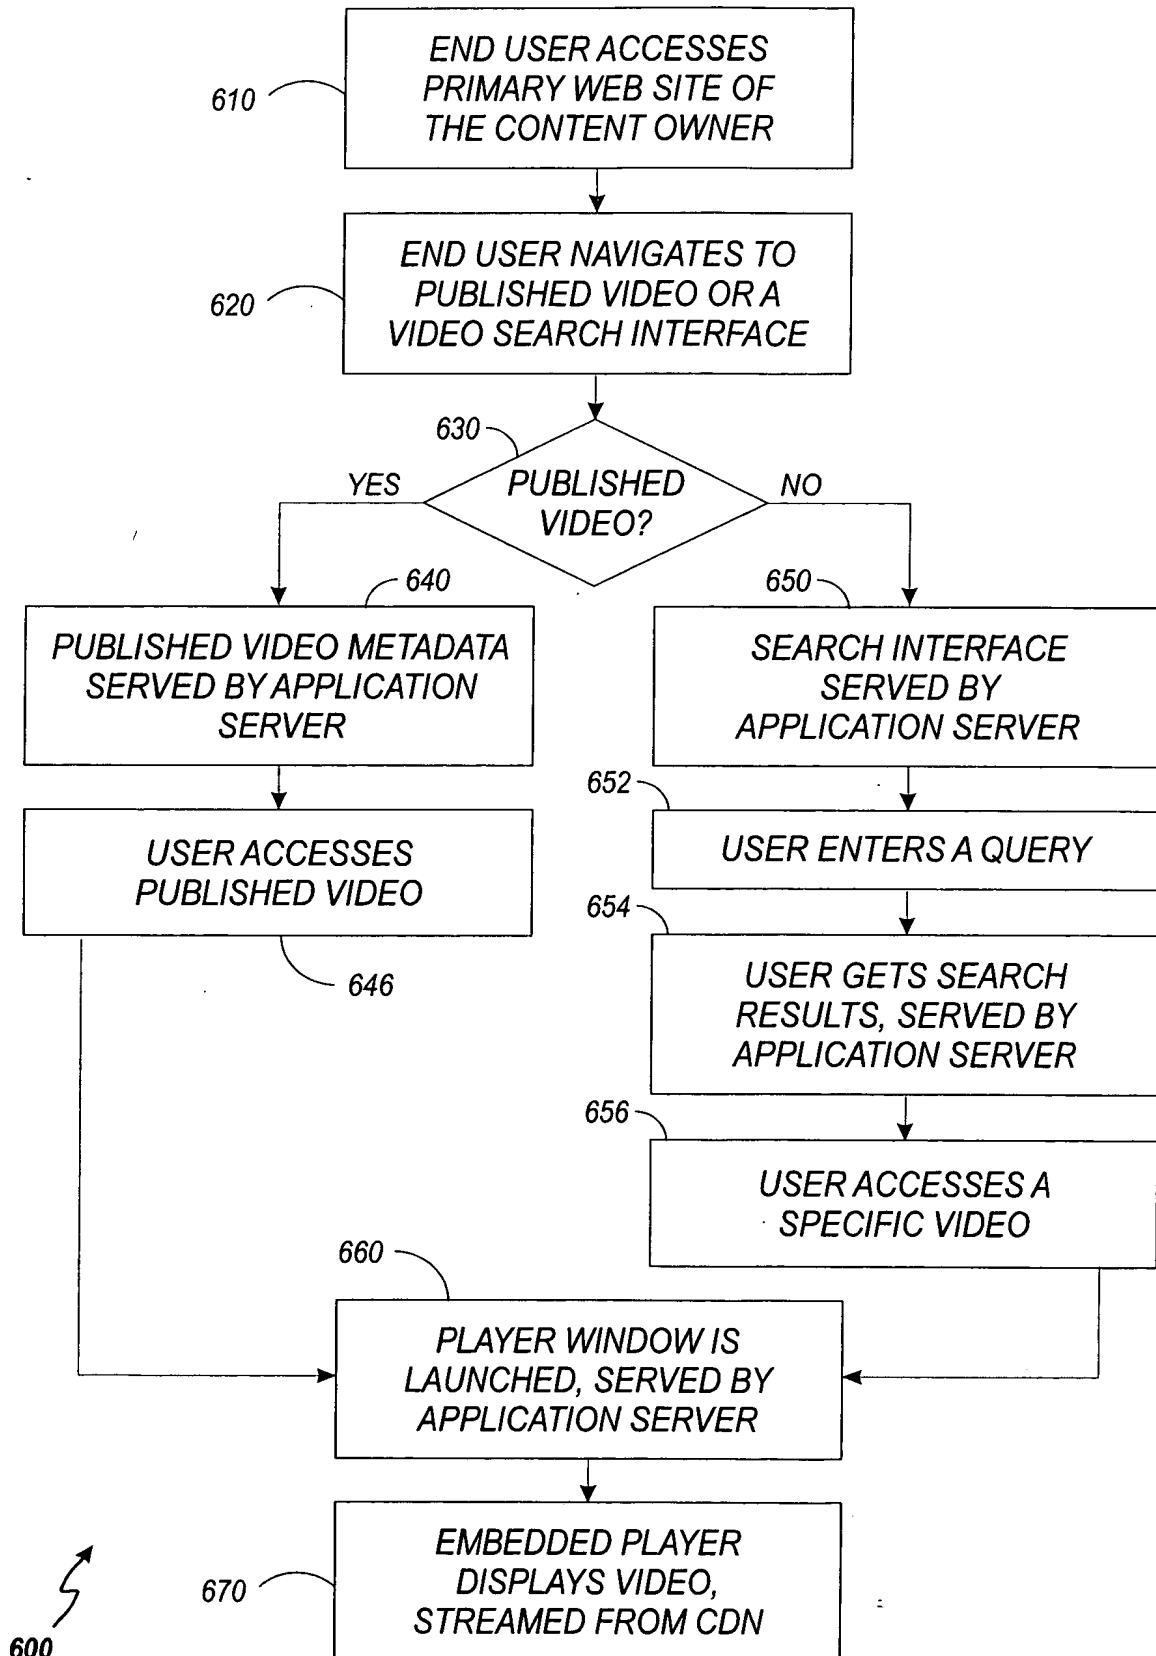 END USER ACCESSES
PRIMARY WEB SITE OF
THE CONTENT OWNER
610
END USER NAVIGATES TO
PUBLISHED VIDEO OR A
VIDEO SEARCH INTERFACE
620
630
YES
PUBLISHED
VIDEO?
NO
640
PUBLISHED VIDEO METADATA
SERVED BY APPLICATION
SERVER
650
SEARCH INTERFACE
SERVED BY
APPLICATION SERVER
USER ACCESSES
PUBLISHED VIDEO
646
652
USER ENTERS A QUERY
654
USER GETS SEARCH
RESULTS, SERVED BY
APPLICATION SERVER
656
USER ACCESSES A
SPECIFIC VIDEO
660
PLAYER WINDOW IS
LAUNCHED, SERVED BY
APPLICATION SERVER
EMBEDDED PLAYER
DISPLAYS VIDEO,
STREAMED FROM CDN
670
600